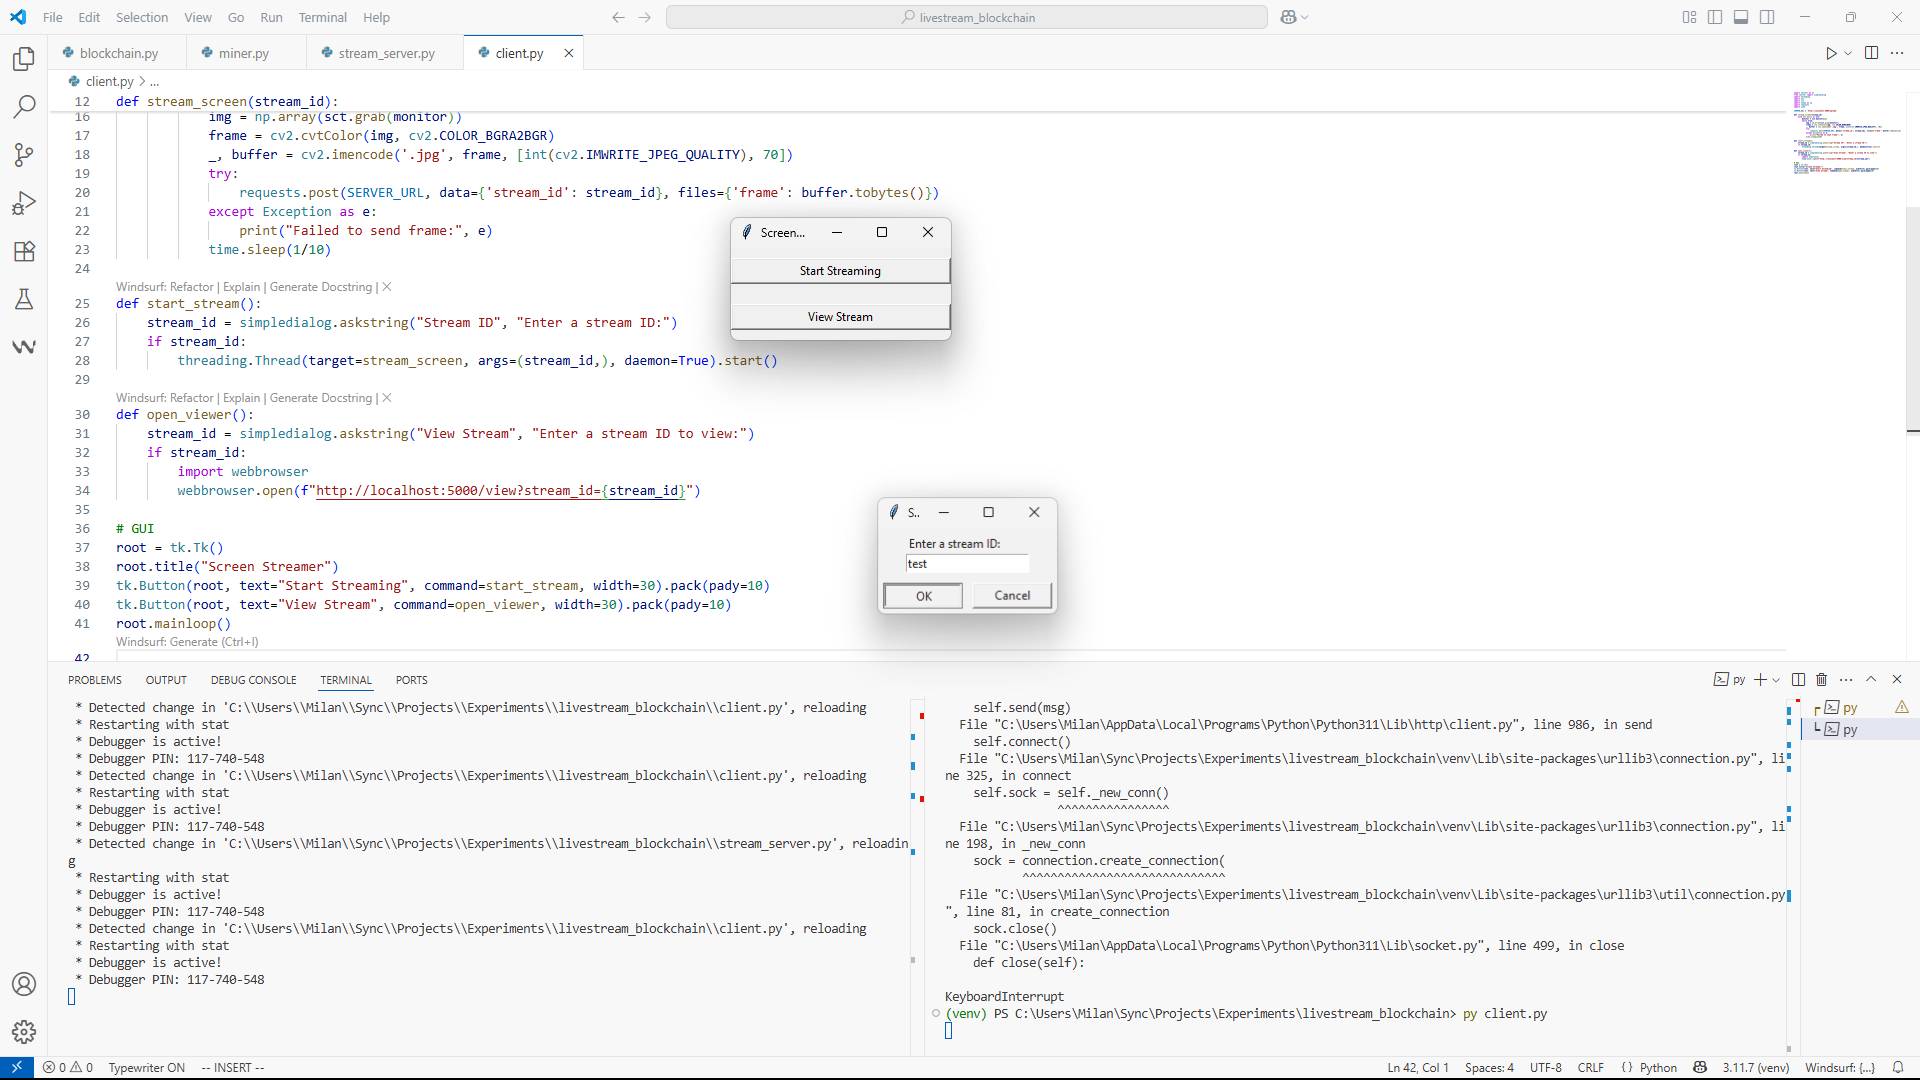 File Edit Selection View Go Run Terminal Help
livestream_blockchain
blockchain.py
miner.py
stream_server.py
client.py
client.py > ...
12 def stream_screen(stream_id):
16 img = np.array(sct.grab(monitor))
17 frame = cv2.cvtColor(img, cv2.COLOR_BGRA2BGR)
18 _, buffer = cv2.imencode('.jpg', frame, [int(cv2.IMWRITE_JPEG_QUALITY), 70])
19 try:
20 requests.post(SERVER_URL, data={'stream_id': stream_id}, files={'frame': buffer.tobytes()})
21 except Exception as e:
22 print("Failed to send frame:", e)
23 time.sleep(1/10)
24
Windsurf: Refactor | Explain | Generate Docstring | X
25 def start_stream():
26 stream_id = simpledialog.askstring("Stream ID", "Enter a stream ID:")
27 if stream_id:
28 threading.Thread(target=stream_screen, args=(stream_id,), daemon=True).start()
29
Windsurf: Refactor | Explain | Generate Docstring | X
30 def open_viewer():
31 stream_id = simpledialog.askstring("View Stream", "Enter a stream ID to view:")
32 if stream_id:
33 import webbrowser
34 webbrowser.open(f"http://localhost:5000/view?stream_id={stream_id}")
35
36 # GUI
37 root = tk.Tk()
38 root.title("Screen Streamer")
39 tk.Button(root, text="Start Streaming", command=start_stream, width=30).pack(pady=10)
40 tk.Button(root, text="View Stream", command=open_viewer, width=30).pack(pady=10)
41 root.mainloop()
Windsurf: Generate (Ctrl+I)
42
Screen...
Start Streaming
View Stream
S..
Enter a stream ID:
test
OK Cancel
PROBLEMS OUTPUT DEBUG CONSOLE TERMINAL PORTS
py
* Detected change in 'C:\\Users\\Milan\\Sync\\Projects\\Experiments\\livestream_blockchain\\client.py', reloading
* Restarting with stat
* Debugger is active!
* Debugger PIN: 117-740-548
* Detected change in 'C:\\Users\\Milan\\Sync\\Projects\\Experiments\\livestream_blockchain\\client.py', reloading
* Restarting with stat
* Debugger is active!
* Debugger PIN: 117-740-548
* Detected change in 'C:\\Users\\Milan\\Sync\\Projects\\Experiments\\livestream_blockchain\\stream_server.py', reloadin
g
* Restarting with stat
* Debugger is active!
* Debugger PIN: 117-740-548
* Detected change in 'C:\\Users\\Milan\\Sync\\Projects\\Experiments\\livestream_blockchain\\client.py', reloading
* Restarting with stat
* Debugger is active!
* Debugger PIN: 117-740-548
self.send(msg)
File "C:\Users\Milan\AppData\Local\Programs\Python\Python311\Lib\http\client.py", line 986, in send
self.connect()
File "C:\Users\Milan\Sync\Projects\Experiments\livestream_blockchain\venv\Lib\site-packages\urllib3\connection.py", li
ne 325, in connect
self.sock = self._new_conn()
^^^^^^^^^^^^^^^^
File "C:\Users\Milan\Sync\Projects\Experiments\livestream_blockchain\venv\Lib\site-packages\urllib3\connection.py", li
ne 198, in _new_conn
sock = connection.create_connection(
^^^^^^^^^^^^^^^^^^^^^^^^^^^^^
File "C:\Users\Milan\Sync\Projects\Experiments\livestream_blockchain\venv\Lib\site-packages\urllib3\util\connection.py
", line 81, in create_connection
sock.close()
File "C:\Users\Milan\AppData\Local\Programs\Python\Python311\Lib\socket.py", line 499, in close
def close(self):
KeyboardInterrupt
(venv) PS C:\Users\Milan\Sync\Projects\Experiments\livestream_blockchain> py client.py
py
py
0 0 Typewriter ON -- INSERT --
Ln 42, Col 1 Spaces: 4 UTF-8 CRLF {} Python 3.11.7 (venv) Windsurf: {...}